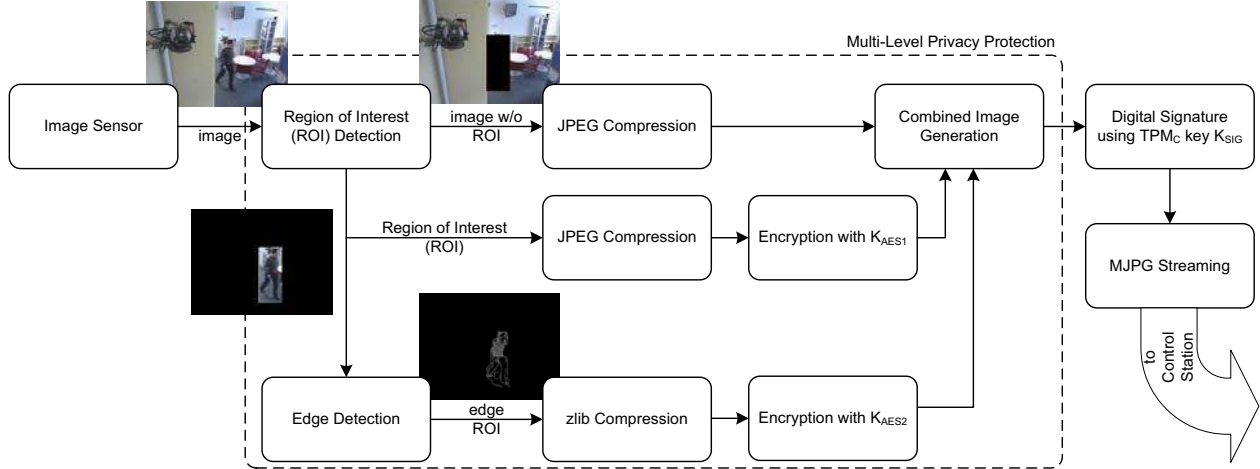 Multi-Level Privacy Protection
Image Sensor
image
Region of Interest
(ROI) Detection
image w/o
ROI
JPEG Compression
Combined Image
Generation
Digital Signature
using TPMC key KSIG
Region of Interest
(ROI)
JPEG Compression
Encryption with KAES1
MJPG Streaming
to
Control
Station
Edge Detection
edge
ROI
zlib Compression
Encryption with KAES2